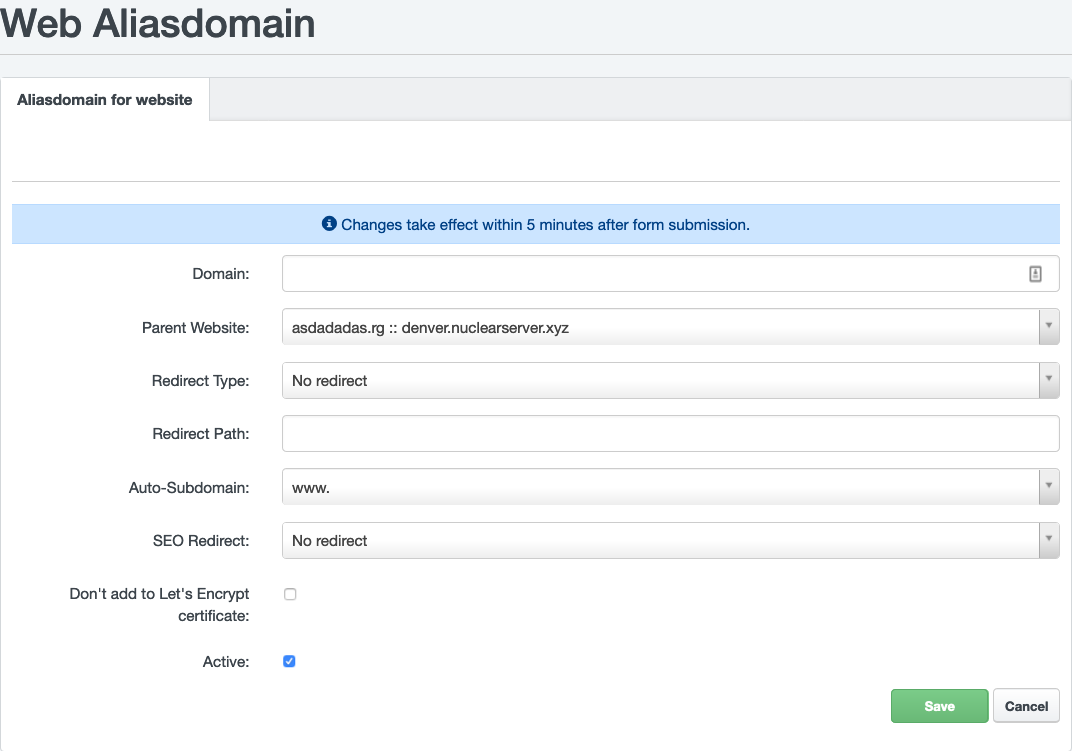 Web Aliasdomain
Aliasdomain for website
Changes take effect within 5 minutes after form submission.
Domain:
Parent Website: asdadadas.rg :: denver.nuclearserver.xyz
Redirect Type: No redirect
Redirect Path:
Auto-Subdomain: www.
SEO Redirect: No redirect
Don't add to Let's Encrypt
certificate:
Active:
Save Cancel